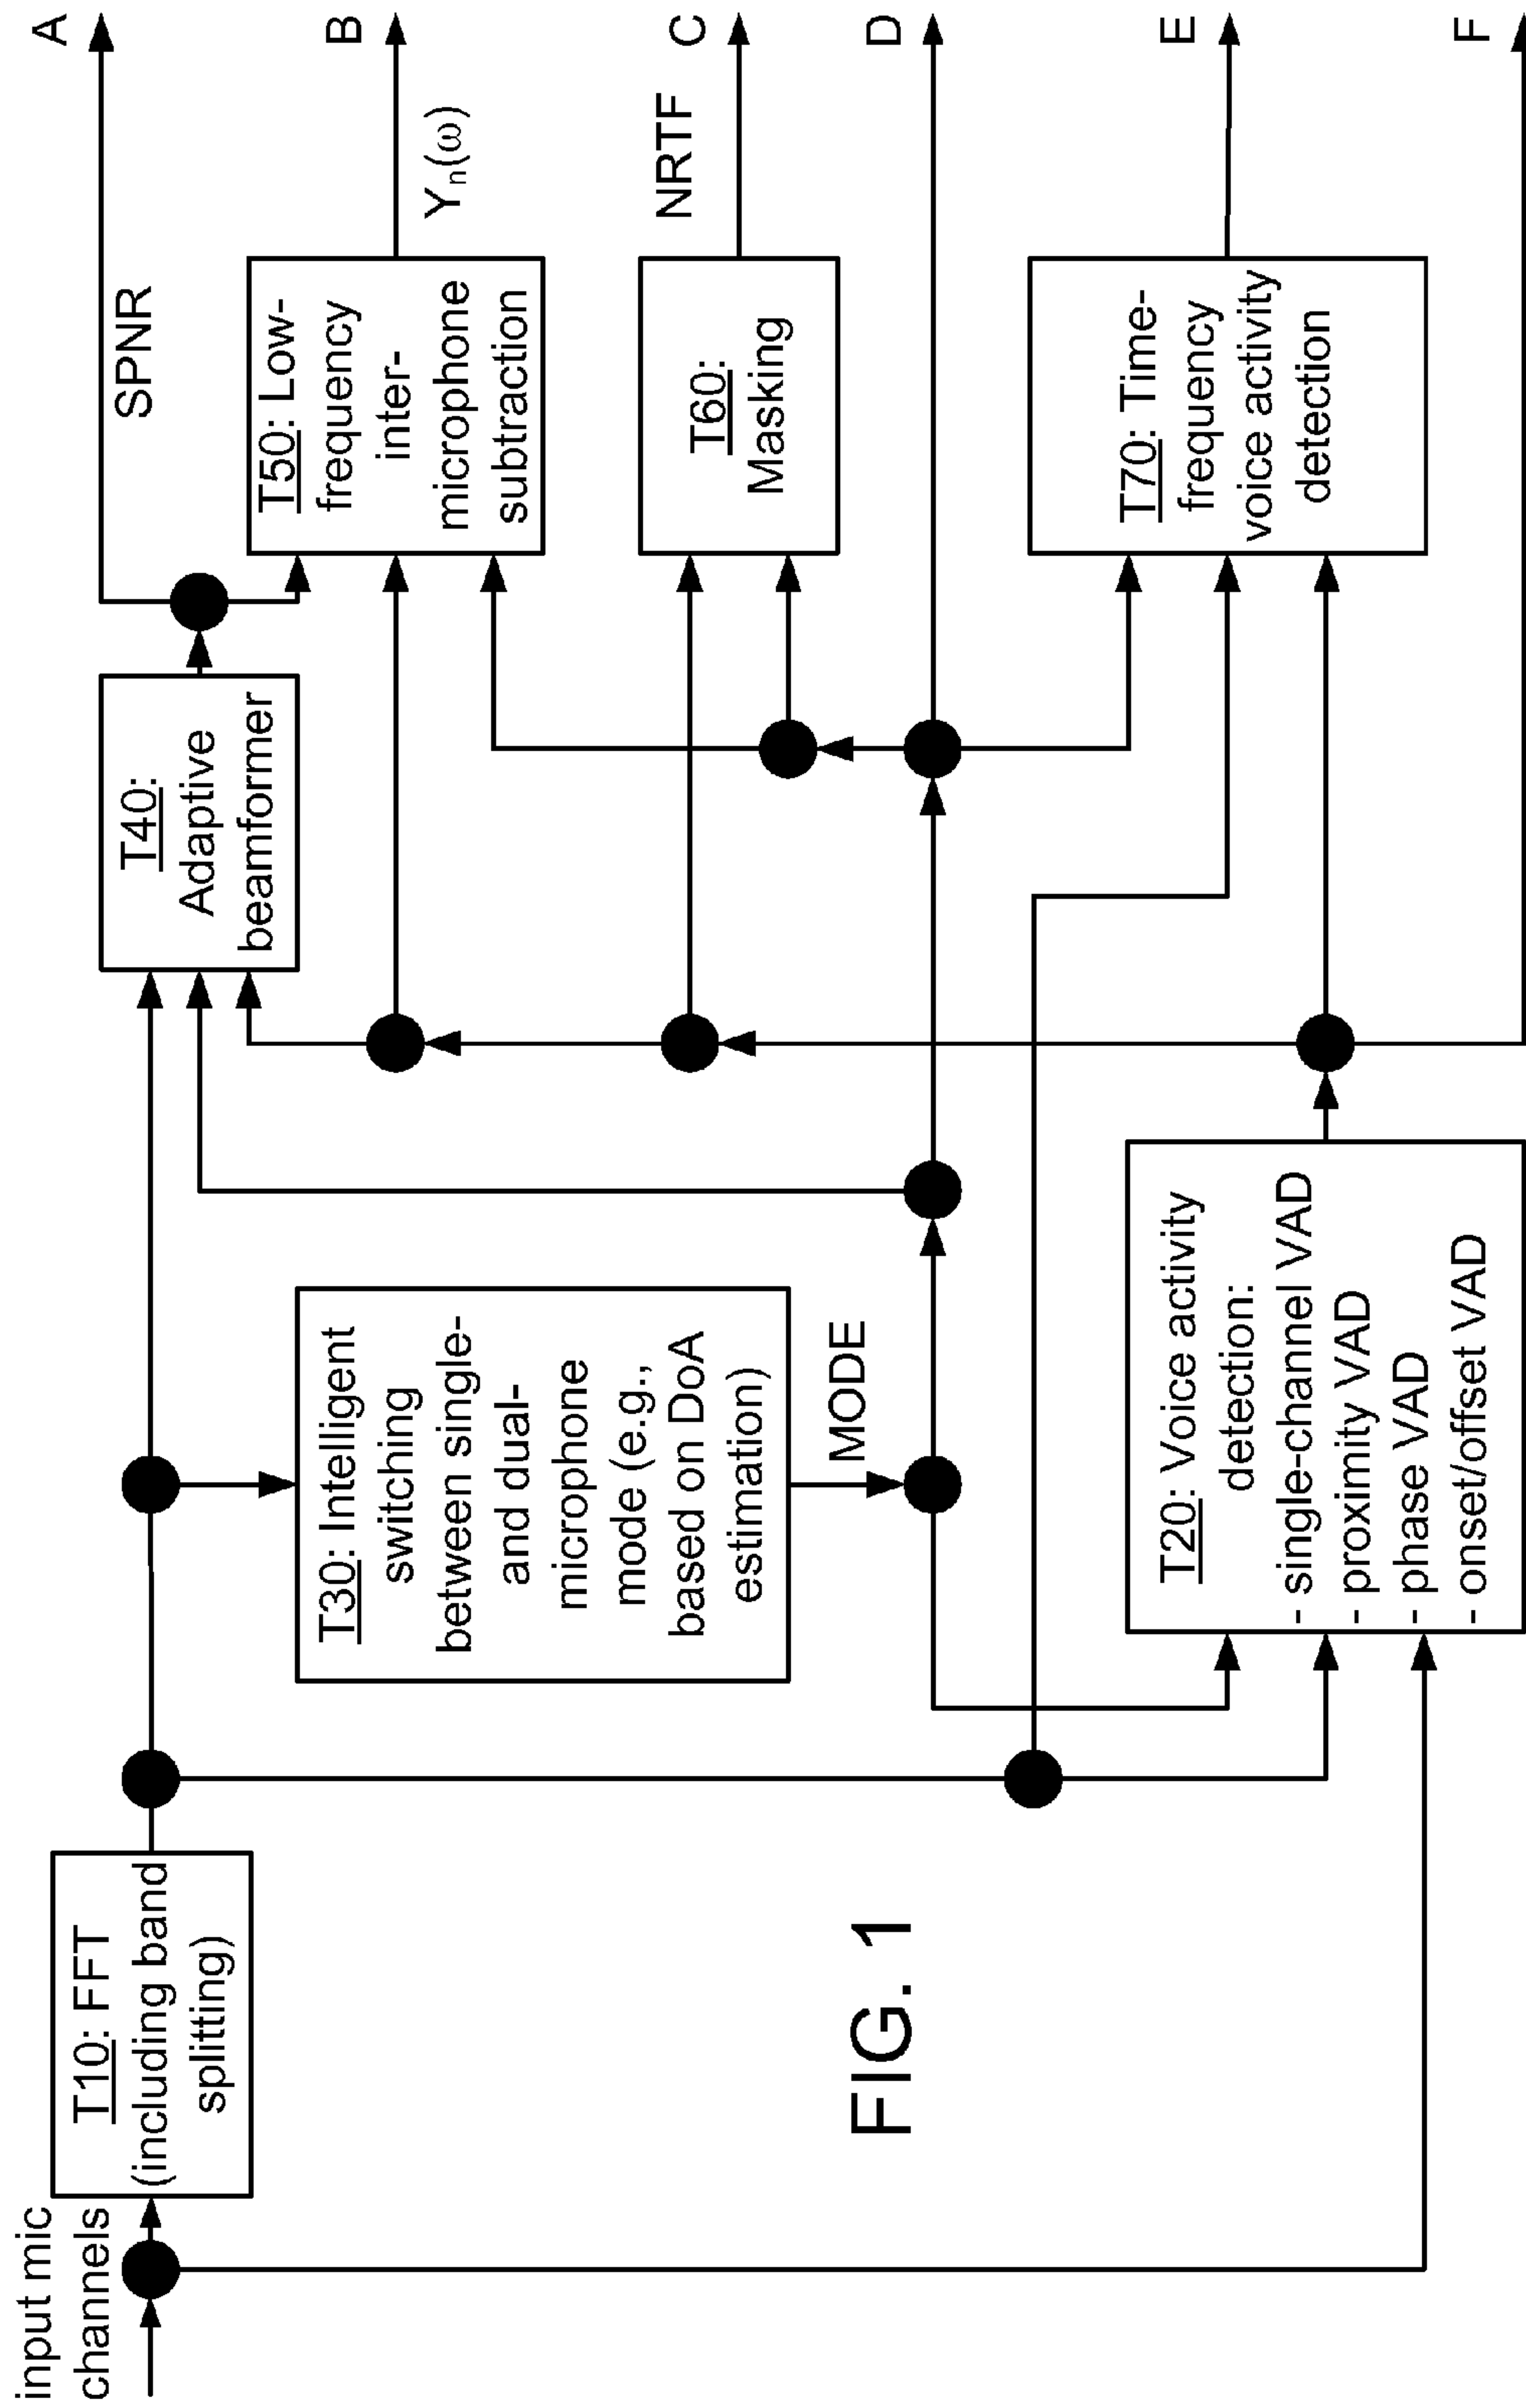 input mic
channels
T10: FFT
(including band
splitting)
T30: Intelligent
switching
between single-
and dual-
microphone
mode (e.g.,
based on DoA
estimation)
MODE
T20: Voice activity
detection:
- single-channel VAD
- proximity VAD
- phase VAD
- onset/offset VAD
T40:
Adaptive
beamformer
SPNR
A
T50: Low-
frequency
inter-
microphone
subtraction
Yn(ω)
B
T60:
Masking
NRTF
C
D
T70: Time-
frequency
voice activity
detection
E
F
FIG. 1